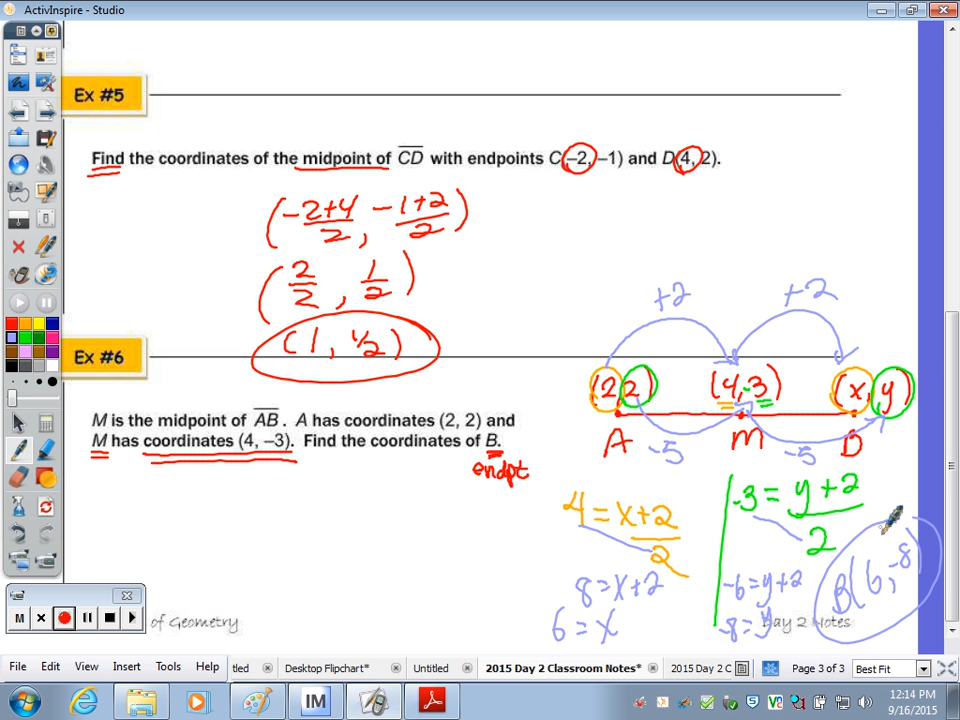 ActivInspire - Studio
Ex #5
Find the coordinates of the midpoint of CD with endpoints C(-2, -1) and D(4, 2).
(-2+4/2, -1+2/2)
(2/2, 1/2)
(1, 1/2)
+2 +2
Ex #6
(2,2) (4,-3) (x,y)
M is the midpoint of AB. A has coordinates (2, 2) and
M has coordinates (4, −3). Find the coordinates of B.
A -5 M -5 B
endpt
4 = x+2/2
-3 = y+2/2
8=x+2
-6=y+2
6=x
-8=y
B(6,-8)
M
of Geometry
Day 2 Notes
File Edit View Insert Tools Help
tled Desktop Flipchart* Untitled 2015 Day 2 Classroom Notes* 2015 Day 2 C Page 3 of 3 Best Fit
IM
12:14 PM
9/16/2015